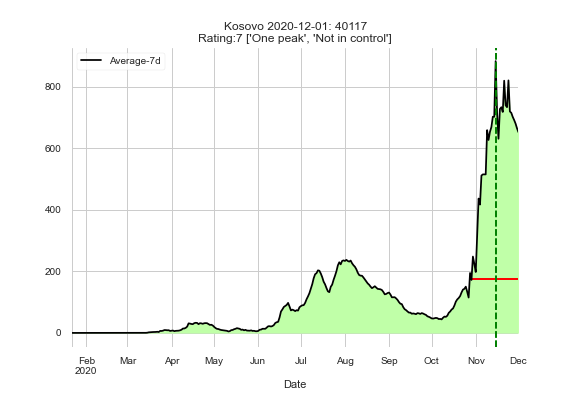 Kosovo 2020-12-01: 40117
Rating:7 ['One peak', 'Not in control']
Average-7d
800
600
400
200
0
Feb Mar Apr May Jun Jul Aug Sep Oct Nov Dec
2020
Date